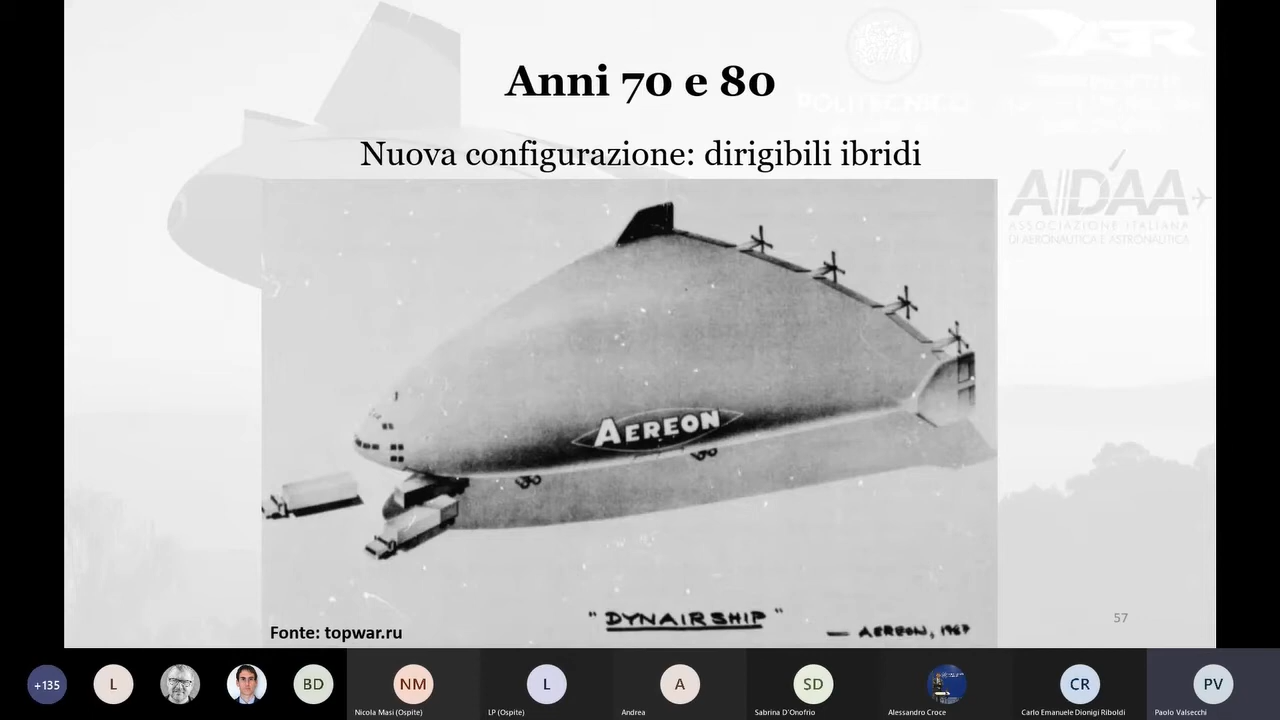 Anni 70 e 80
Nuova configurazione: dirigibili ibridi
POLITECNICO
AIDAA
ASSOCIAZIONE ITALIANA
DI AERONAUTICA E ASTRONAUTICA
AEREON
" DYNAIRSHIP "
— AEREON, 1967
Fonte: topwar.ru
57
+135
L
BD
NM
L
A
SD
CR
PV
Nicola Masi (Ospite)
LP (Ospite)
Andrea
Sabrina D'Onofrio
Alessandro Croce
Carlo Emanuele Dionigi Riboldi
Paolo Valsecchi